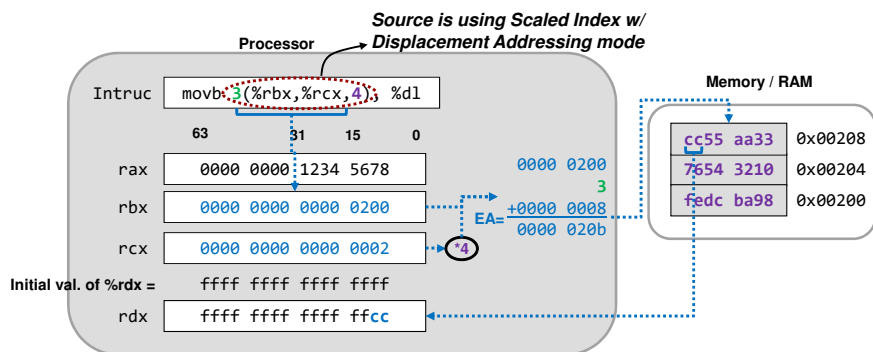 Source is using Scaled Index w/
Displacement Addressing mode
Processor
Memory / RAM
Intruc movb 3(%rbx,%rcx,4), %dl
63 31 15 0
rax 0000 0000 1234 5678
rbx 0000 0000 0000 0200
rcx 0000 0000 0000 0002
*4
0000 0200
3
EA= +0000 0008
0000 020b
cc55 aa33 0x00208
7654 3210 0x00204
fedc ba98 0x00200
Initial val. of %rdx = ffff ffff ffff ffff
rdx ffff ffff ffff ffcc